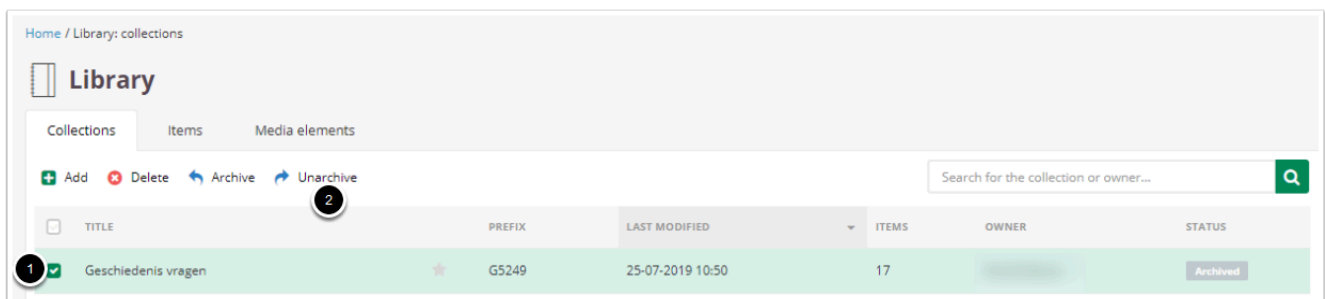 Home / Library: collections
Library
Collections Items Media elements
Add Delete Archive Unarchive Search for the collection or owner...
2
TITLE PREFIX LAST MODIFIED ITEMS OWNER STATUS
1 Geschiedenis vragen G5249 25-07-2019 10:50 17 Archived